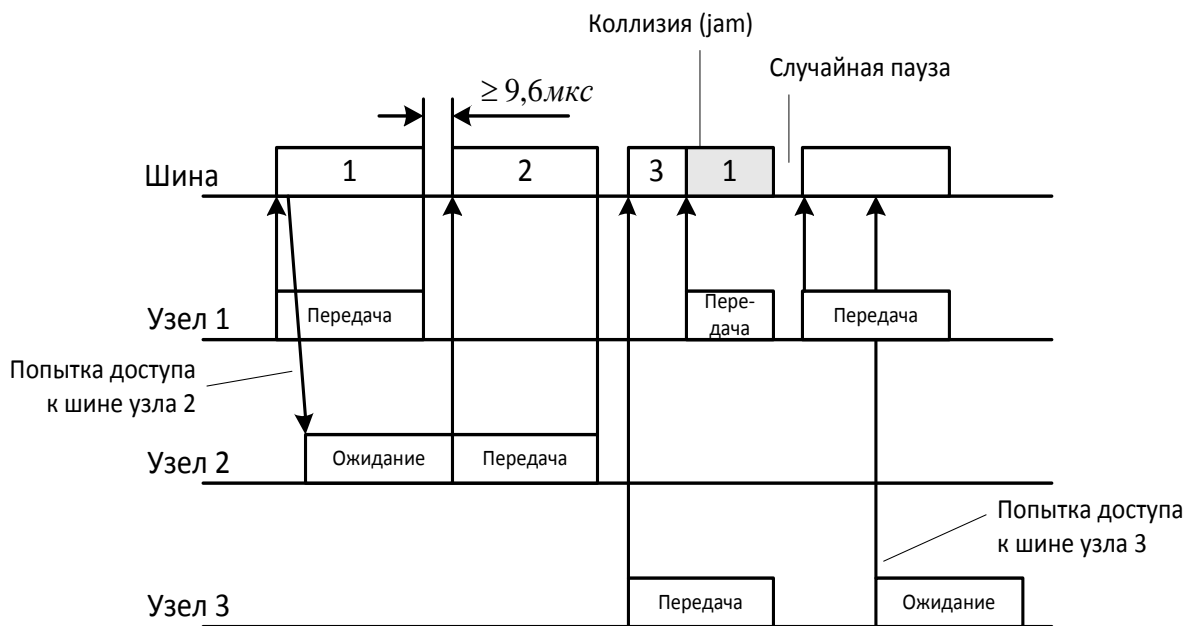 Коллизия (jam)
Случайная пауза
≥ 9,6мкс
Шина
1
2
3
1
Узел 1
Передача
Пере-
дача
Передача
Попытка доступа
к шине узла 2
Узел 2
Ожидание
Передача
Попытка доступа
к шине узла 3
Узел 3
Передача
Ожидание